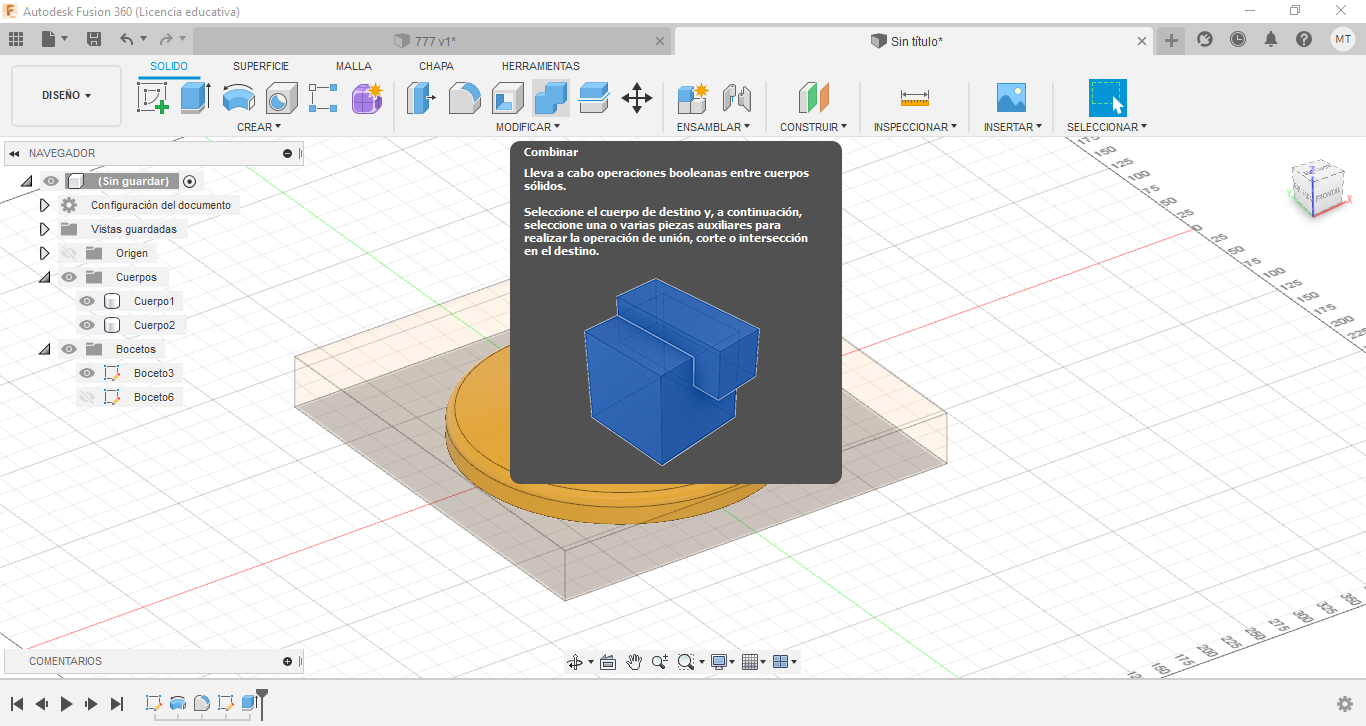 Autodesk Fusion 360 (Licencia educativa)
777 v1*
Sin título*
MT
DISEÑO
SOLIDO
SUPERFICIE
MALLA
CHAPA
HERRAMIENTAS
CREAR
MODIFICAR
ENSAMBLAR
CONSTRUIR
INSPECCIONAR
INSERTAR
SELECCIONAR
NAVEGADOR
(Sin guardar)
Configuración del documento
Vistas guardadas
Origen
Cuerpos
Cuerpo1
Cuerpo2
Bocetos
Boceto3
Boceto6
Combinar
Lleva a cabo operaciones booleanas entre cuerpos
sólidos.
Seleccione el cuerpo de destino y, a continuación,
seleccione una o varias piezas auxiliares para
realizar la operación de unión, corte o intersección
en el destino.
Z
X
Y
FRONTAL
175
150
125
100
75
50
25
25
50
75
100
125
150
175
200
225
125
150
175
200
225
250
275
300
325
350
COMENTARIOS